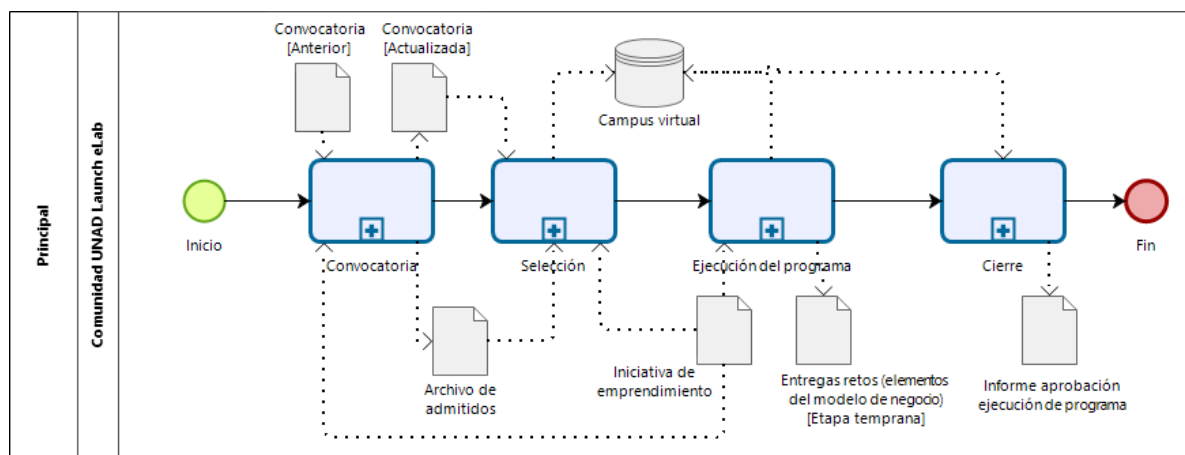 Principal
Comunidad UNAD Launch eLab
Convocatoria
[Anterior]
Convocatoria
[Actualizada]
Campus virtual
Inicio
Convocatoria
Selección
Ejecución del programa
Cierre
Fin
Archivo de
admitidos
Iniciativa de
emprendimiento
Entregas retos (elementos
del modelo de negocio)
[Etapa temprana]
Informe aprobación
ejecución de programa